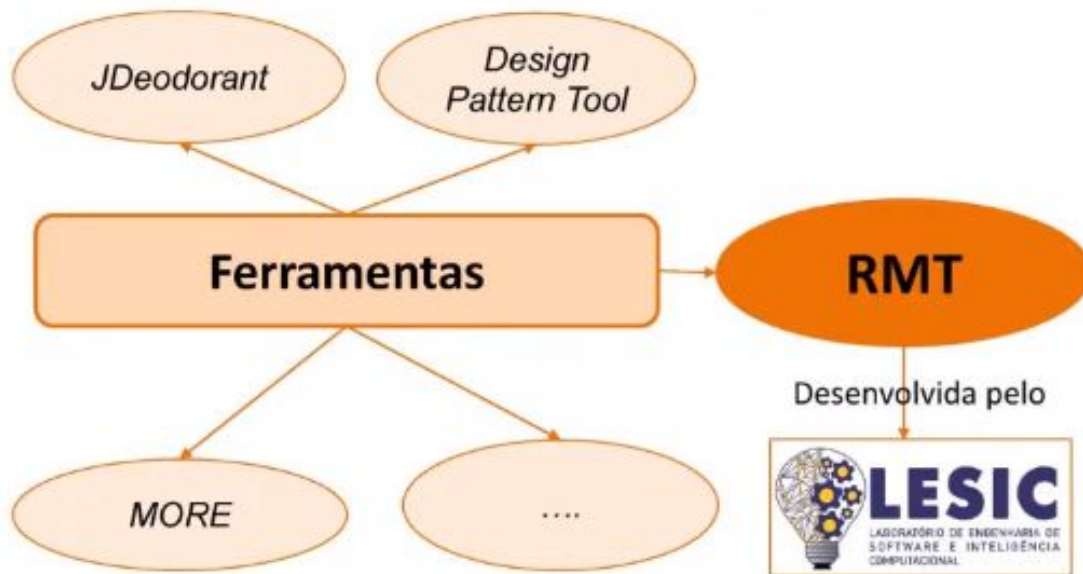 JDeodorant
Design
Pattern Tool
Ferramentas
RMT
Desenvolvida pelo
MORE
....
LESIC
LABORATÓRIO DE ENGENHARIA DE
SOFTWARE E INTELIGÊNCIA
COMPUTACIONAL